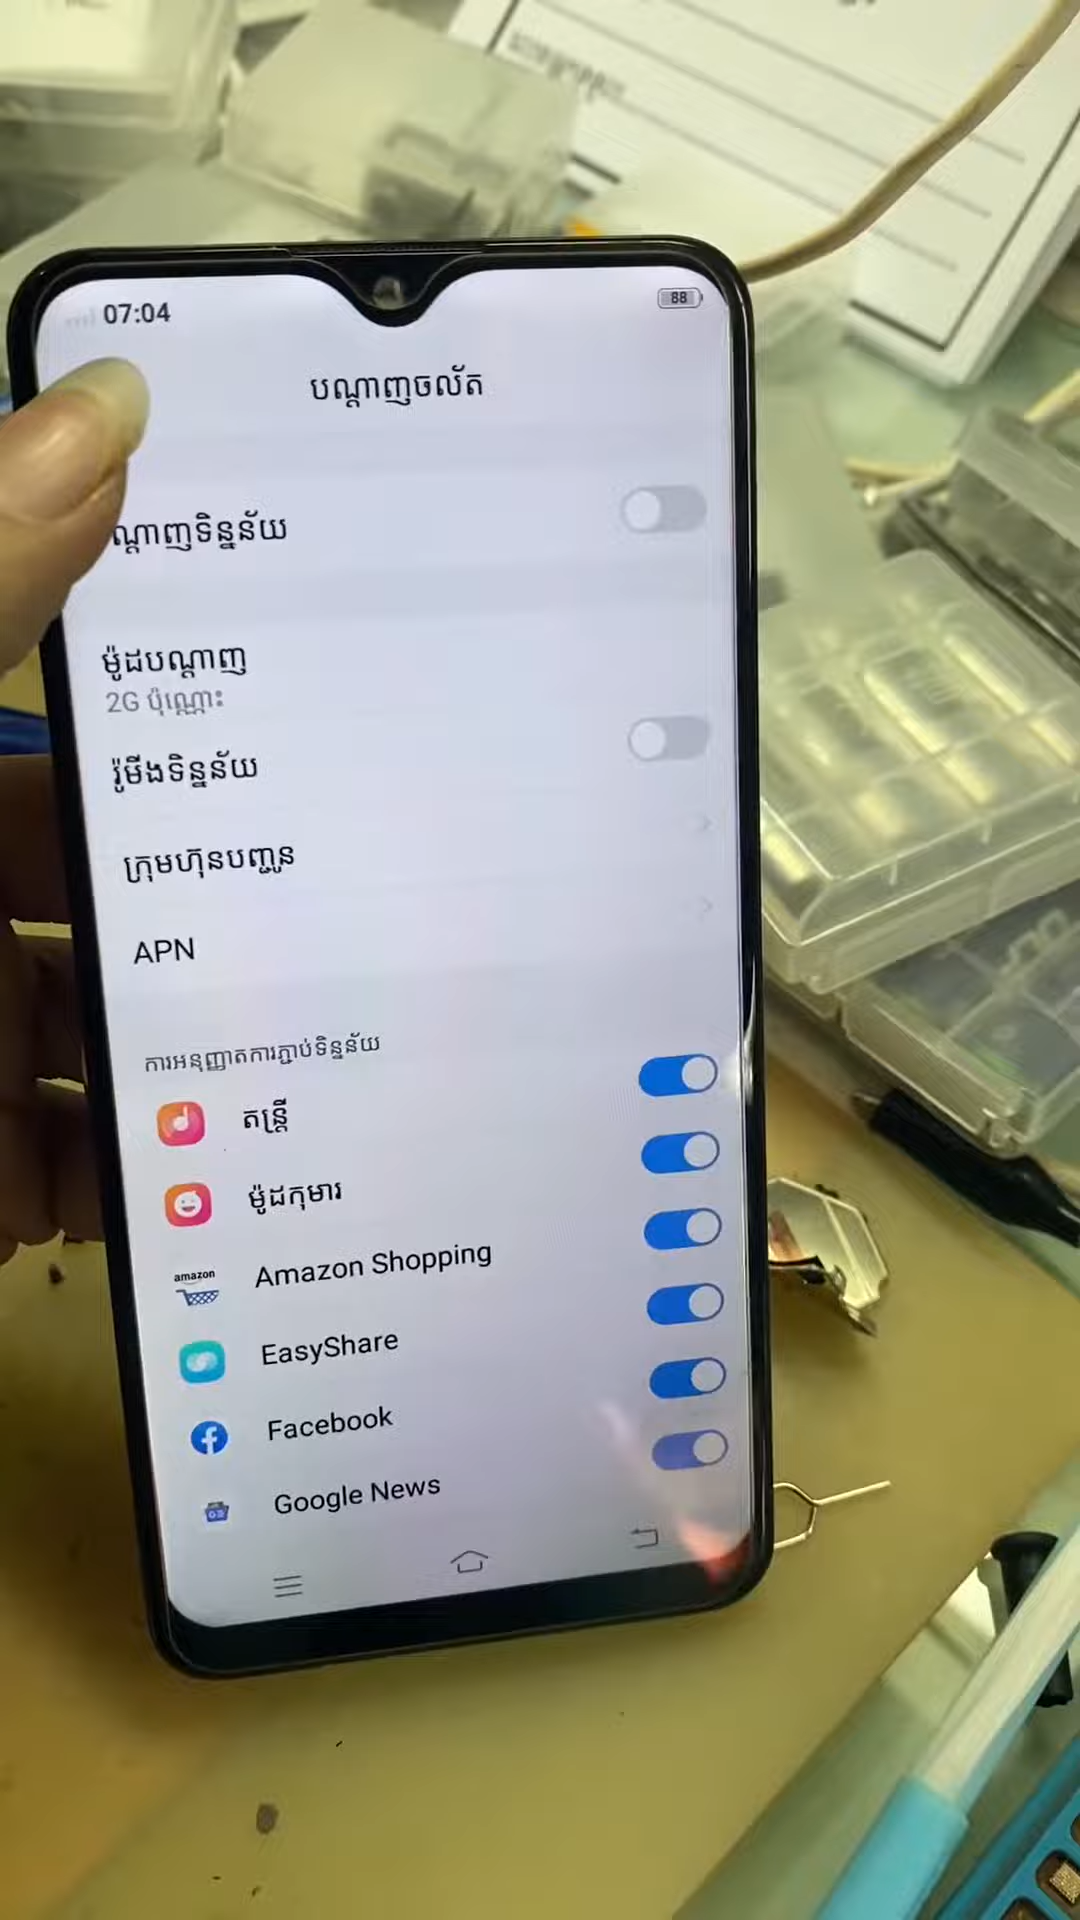 07:04
88
បណ្ដាញចល័ត
ណ្ដាញទិន្នន័យ
ម៉ូដបណ្ដាញ
2G ប៉ុណ្ណោះ
រ៉ូមីងទិន្នន័យ
ក្រុមហ៊ុនបញ្ជូន
APN
ការអនុញ្ញាតការភ្ជាប់ទិន្នន័យ
តន្ត្រី
ម៉ូដកុមារ
amazon
Amazon Shopping
EasyShare
Facebook
Google News